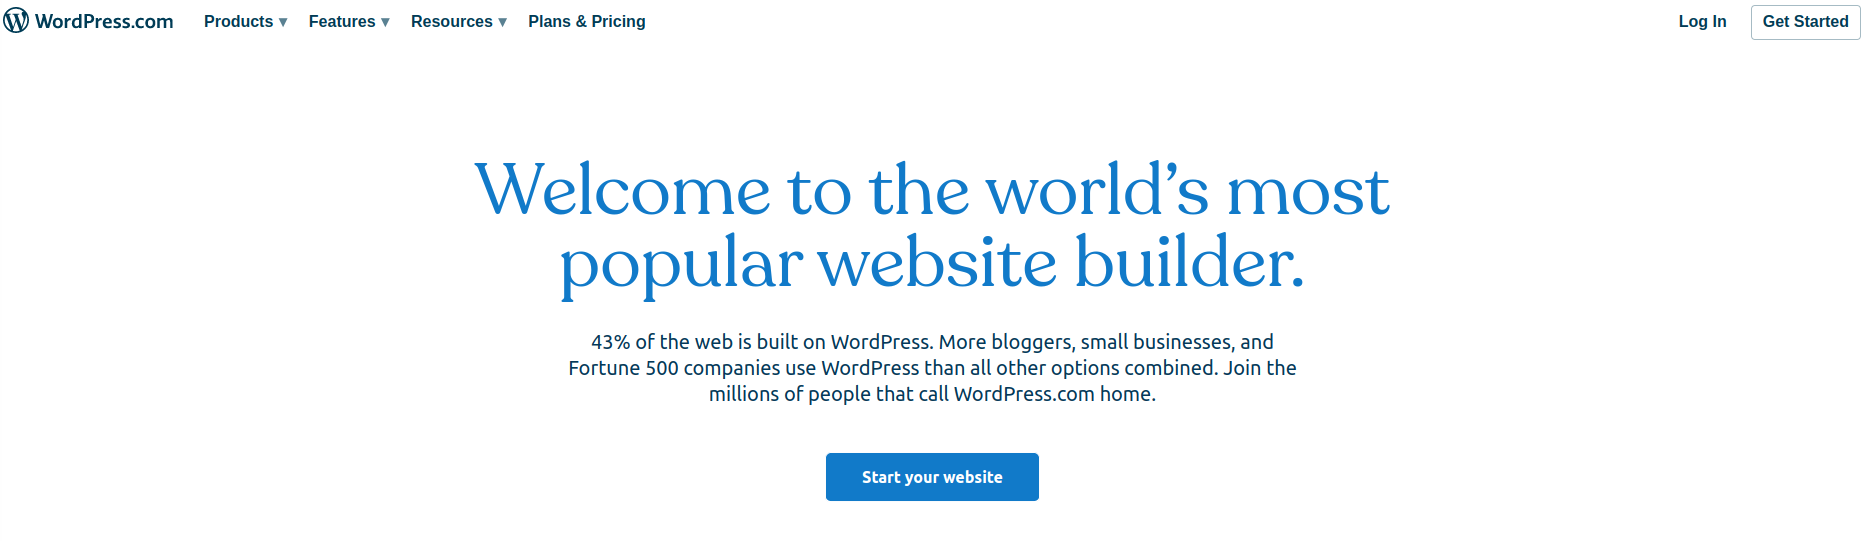 WordPress.com Products ▾ Features ▾ Resources ▾ Plans & Pricing Log In Get Started
Welcome to the world’s most
popular website builder.
43% of the web is built on WordPress. More bloggers, small businesses, and
Fortune 500 companies use WordPress than all other options combined. Join the
millions of people that call WordPress.com home.
Start your website